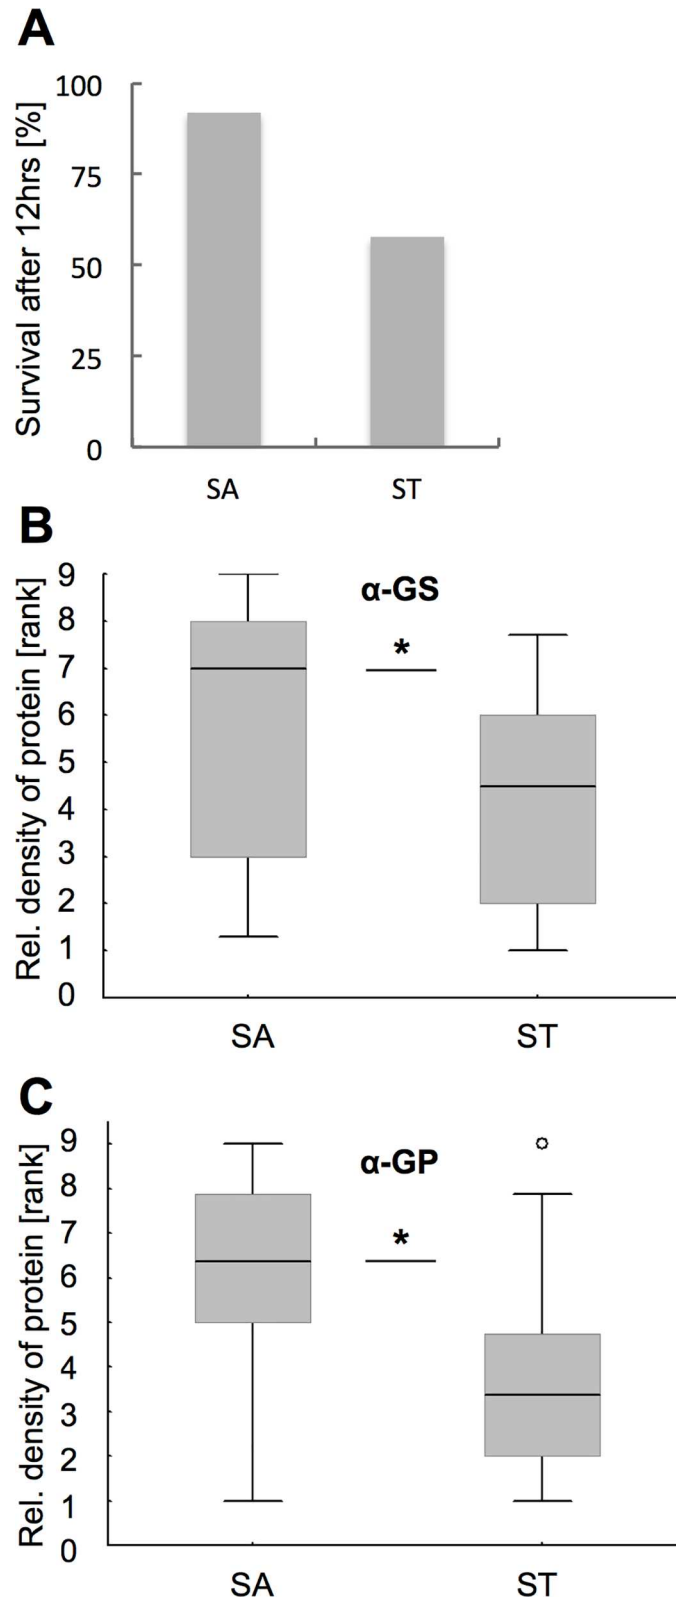 A
Survival after 12hrs [%]
100
75
50
25
0
SA ST
B
Rel. density of protein [rank]
9
8
7
6
5
4
3
2
1
0
α-GS
*
SA ST
C
Rel. density of protein [rank]
9
8
7
6
5
4
3
2
1
0
α-GP
*
SA ST